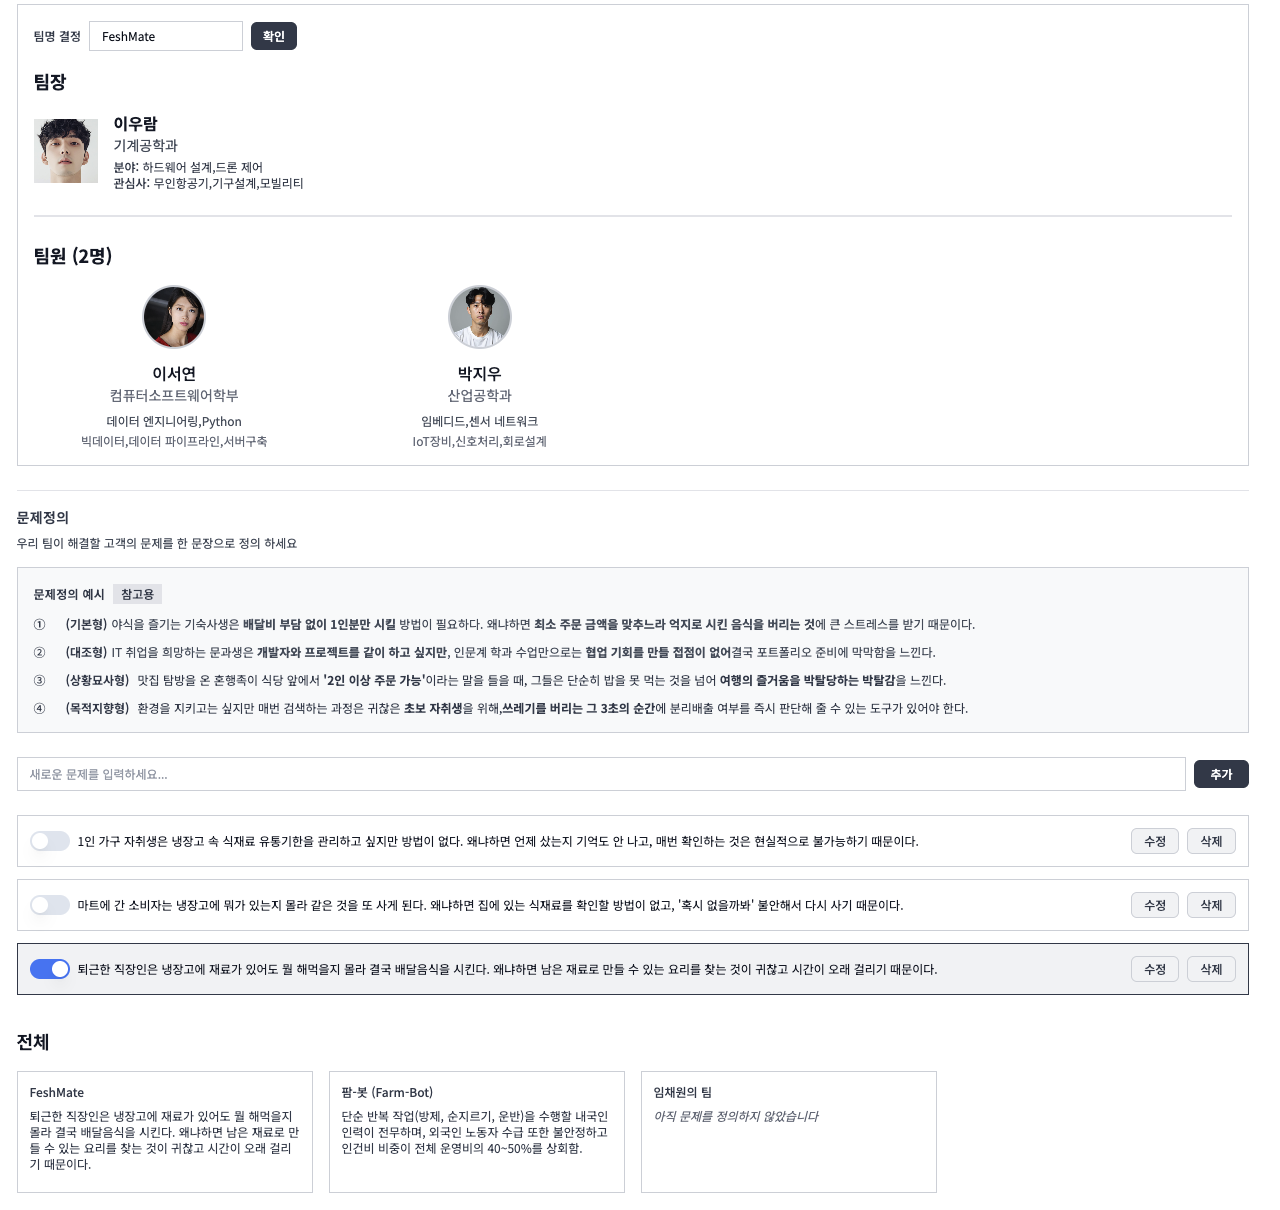 팀명 결정 FeshMate 확인
팀장
이우람
기계공학과
분야: 하드웨어 설계,드론 제어
관심사: 무인항공기,기구설계,모빌리티
팀원 (2명)
이서연
컴퓨터소프트웨어학부
데이터 엔지니어링,Python
빅데이터,데이터 파이프라인,서버구축
박지우
산업공학과
임베디드,센서 네트워크
IoT장비,신호처리,회로설계
문제정의
우리 팀이 해결할 고객의 문제를 한 문장으로 정의 하세요
문제정의 예시 참고용
① (기본형) 야식을 즐기는 기숙사생은 배달비 부담 없이 1인분만 시킬 방법이 필요하다. 왜냐하면 최소 주문 금액을 맞추느라 억지로 시킨 음식을 버리는 것에 큰 스트레스를 받기 때문이다.
② (대조형) IT 취업을 희망하는 문과생은 개발자와 프로젝트를 같이 하고 싶지만, 인문계 학과 수업만으로는 협업 기회를 만들 접점이 없어결국 포트폴리오 준비에 막막함을 느낀다.
③ (상황묘사형) 맛집 탐방을 온 혼행족이 식당 앞에서 '2인 이상 주문 가능'이라는 말을 들을 때, 그들은 단순히 밥을 못 먹는 것을 넘어 여행의 즐거움을 박탈당하는 박탈감을 느낀다.
④ (목적지향형) 환경을 지키고는 싶지만 매번 검색하는 과정은 귀찮은 초보 자취생을 위해,쓰레기를 버리는 그 3초의 순간에 분리배출 여부를 즉시 판단해 줄 수 있는 도구가 있어야 한다.
새로운 문제를 입력하세요... 추가
1인 가구 자취생은 냉장고 속 식재료 유통기한을 관리하고 싶지만 방법이 없다. 왜냐하면 언제 샀는지 기억도 안 나고, 매번 확인하는 것은 현실적으로 불가능하기 때문이다. 수정 삭제
마트에 간 소비자는 냉장고에 뭐가 있는지 몰라 같은 것을 또 사게 된다. 왜냐하면 집에 있는 식재료를 확인할 방법이 없고, '혹시 없을까봐' 불안해서 다시 사기 때문이다. 수정 삭제
퇴근한 직장인은 냉장고에 재료가 있어도 뭘 해먹을지 몰라 결국 배달음식을 시킨다. 왜냐하면 남은 재료로 만들 수 있는 요리를 찾는 것이 귀찮고 시간이 오래 걸리기 때문이다. 수정 삭제
전체
FeshMate
퇴근한 직장인은 냉장고에 재료가 있어도 뭘 해먹을지
몰라 결국 배달음식을 시킨다. 왜냐하면 남은 재료로 만
들 수 있는 요리를 찾는 것이 귀찮고 시간이 오래 걸리
기 때문이다.
팜-봇 (Farm-Bot)
단순 반복 작업(방제, 순지르기, 운반)을 수행할 내국인
인력이 전무하며, 외국인 노동자 수급 또한 불안정하고
인건비 비중이 전체 운영비의 40~50%를 상회함.
임채원의 팀
아직 문제를 정의하지 않았습니다